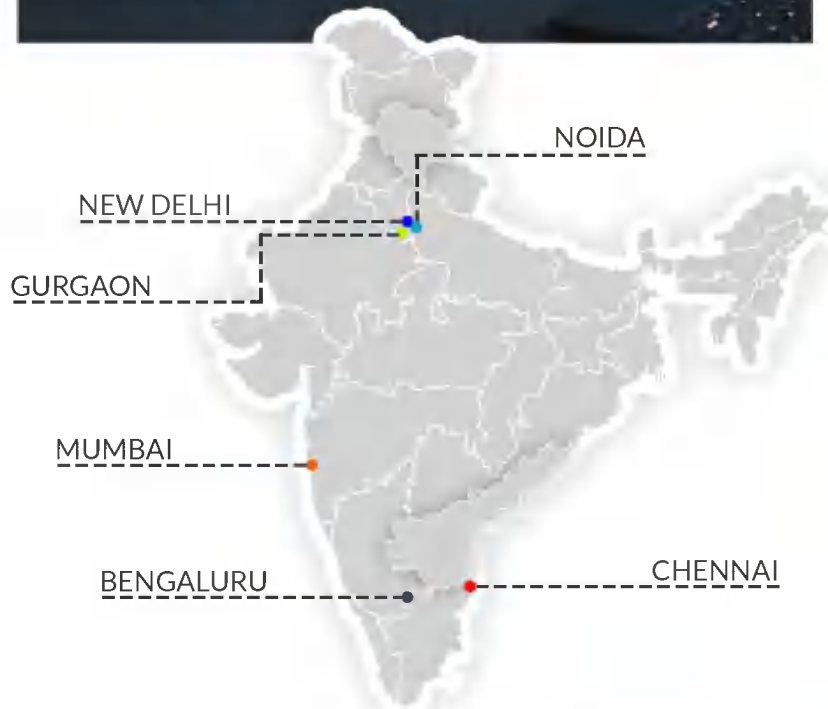 NOIDA
NEW DELHI
GURGAON
MUMBAI
CHENNAI
BENGALURU